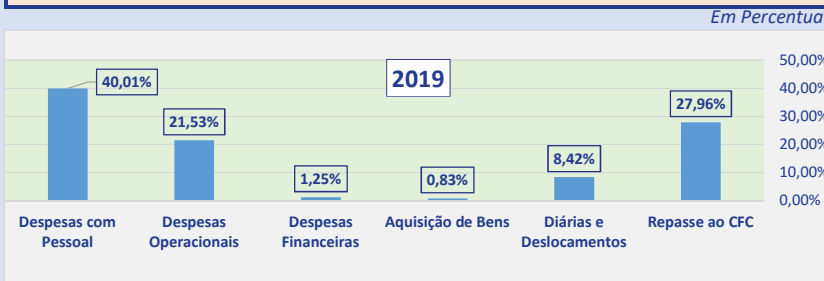 Em Percentua
2019
50,00%
40,00%
30,00%
20,00%
10,00%
0,00%
40,01%
21,53%
1,25%
0,83%
8,42%
27,96%
Despesas com
Pessoal
Despesas
Operacionais
Despesas
Financeiras
Aquisição de Bens
Diárias e
Deslocamentos
Repasse ao CFC